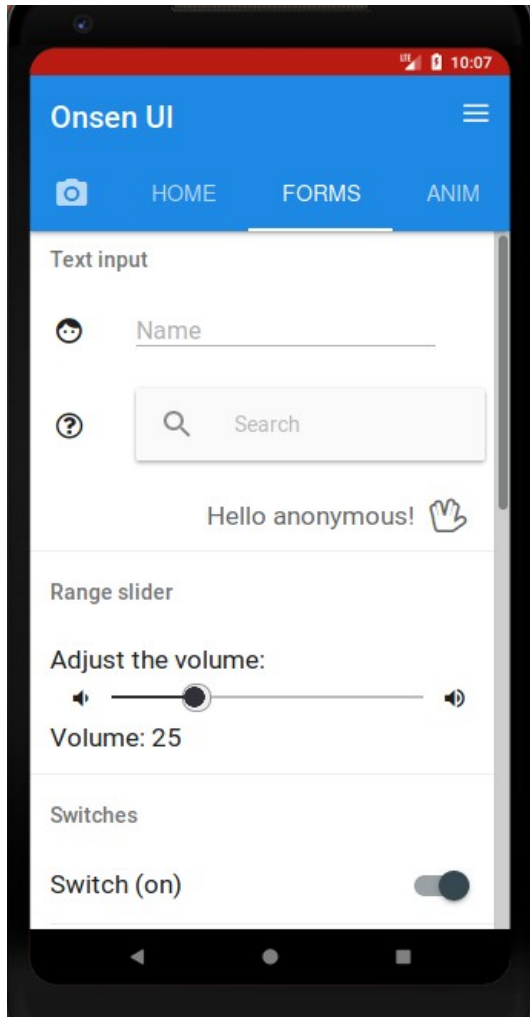 LTE 10:07
Onsen UI
HOME FORMS ANIM
Text input
Name
Search
Hello anonymous!
Range slider
Adjust the volume:
Volume: 25
Switches
Switch (on)